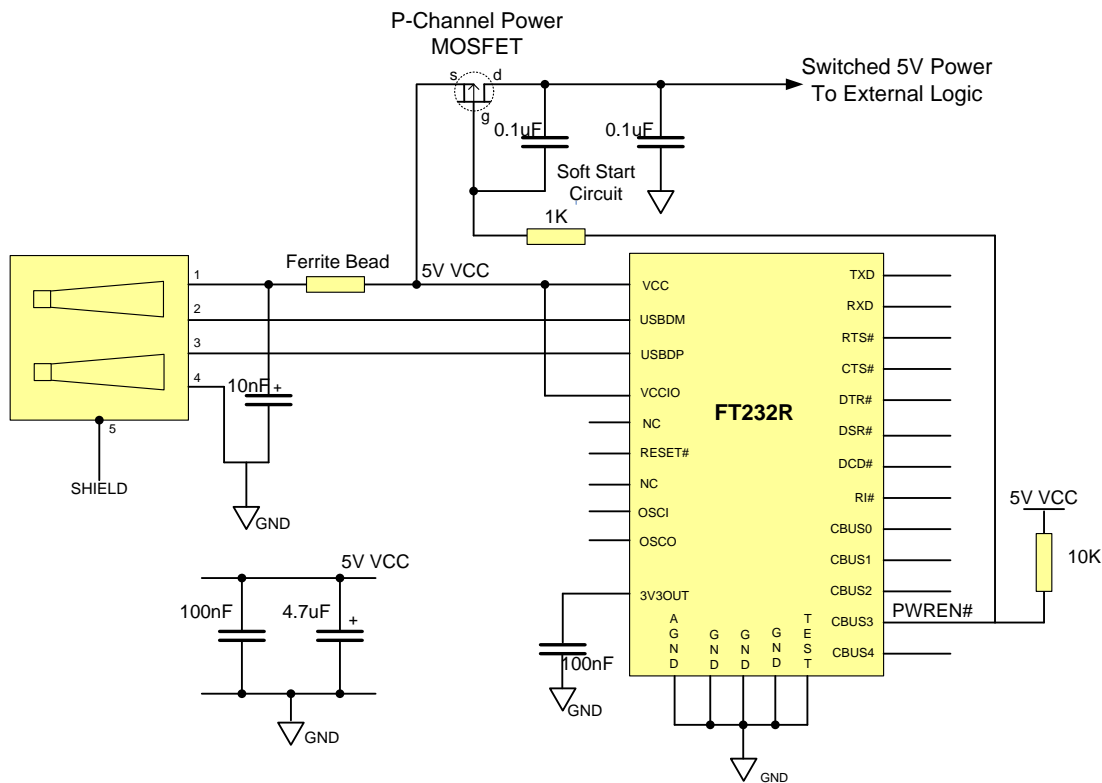 P-Channel Power
MOSFET
s
d
g
Switched 5V Power
To External Logic
0.1uF
0.1uF
Soft Start
Circuit
1K
Ferrite Bead
5V VCC
1
2
3
4
5
SHIELD
10nF
+
GND
VCC
USBDM
USBDP
VCCIO
NC
RESET#
NC
OSCI
OSCO
3V3OUT
FT232R
TXD
RXD
RTS#
CTS#
DTR#
DSR#
DCD#
RI#
CBUS0
CBUS1
CBUS2
CBUS3
CBUS4
PWREN#
5V VCC
10K
AGND
GND
GND
GND
TEST
GND
100nF
GND
5V VCC
100nF
4.7uF
+
GND